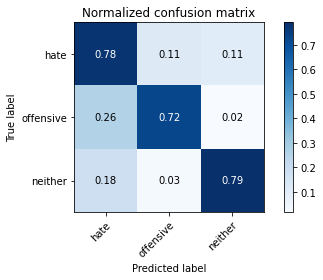 Normalized confusion matrix
True label
hate
offensive
neither
0.78 0.11 0.11
0.26 0.72 0.02
0.18 0.03 0.79
hate offensive neither
Predicted label
0.7
0.6
0.5
0.4
0.3
0.2
0.1